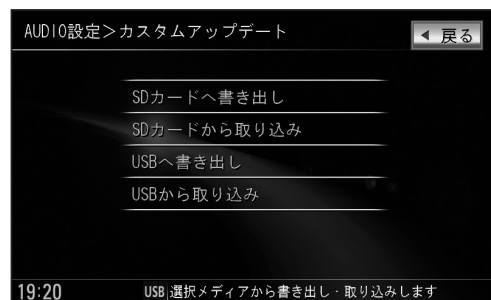 AUDIO設定＞カスタムアップデート
◀ 戻る
SDカードへ書き出し
SDカードから取り込み
USBへ書き出し
USBから取り込み
19:20 USB 選択メディアから書き出し・取り込みします